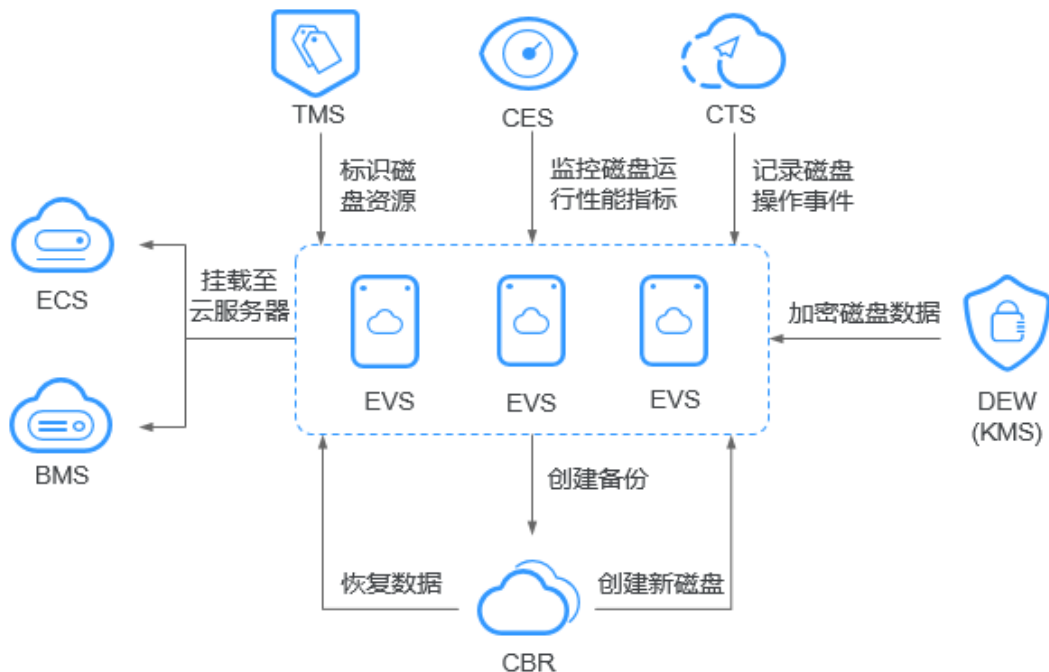 TMS
CES
CTS
标识磁
盘资源
监控磁盘运
行性能指标
记录磁盘
操作事件
ECS
挂载至
云服务器
BMS
EVS
EVS
EVS
加密磁盘数据
DEW
(KMS)
创建备份
恢复数据
创建新磁盘
CBR